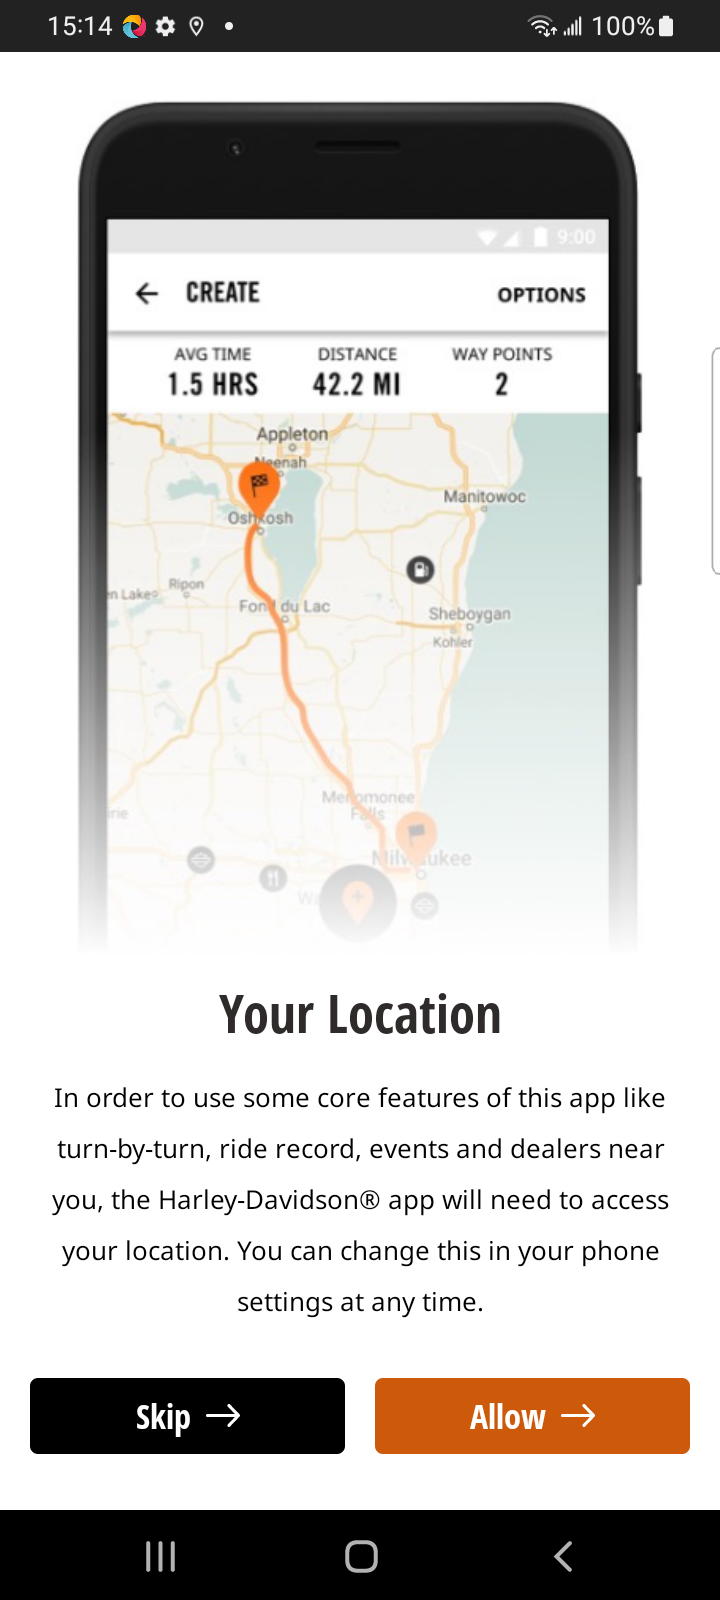 15:14
100%
9:00
CREATE
OPTIONS
AVG TIME DISTANCE WAY POINTS
1.5 HRS 42.2 MI 2
Appleton
Neenah
Manitowoc
Oshkosh
Ripon
en Lake
Fond du Lac
Sheboygan
Kohler
Menomonee
Falls
rie
Milwaukee
Your Location
In order to use some core features of this app like
turn-by-turn, ride record, events and dealers near
you, the Harley-Davidson® app will need to access
your location. You can change this in your phone
settings at any time.
Skip
Allow